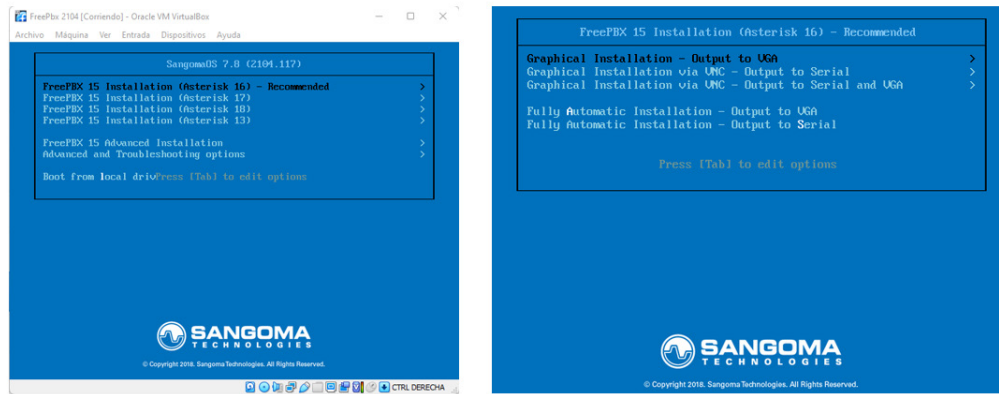 FreePbx 2104 [Corriendo] - Oracle VM VirtualBox
Archivo Máquina Ver Entrada Dispositivos Ayuda
SangomaOS 7.8 (2104.117)
FreePBX 15 Installation (Asterisk 16) - Recommended >
FreePBX 15 Installation (Asterisk 17) >
FreePBX 15 Installation (Asterisk 18) >
FreePBX 15 Installation (Asterisk 13) >
FreePBX 15 Advanced Installation >
Advanced and Troubleshooting options >
Boot from local drivPress [Tab] to edit options
SANGOMA
TECHNOLOGIES
© Copyright 2018. Sangoma Technologies. All Rights Reserved.
CTRL DERECHA
FreePBX 15 Installation (Asterisk 16) - Recommended
Graphical Installation - Output to VGA >
Graphical Installation via VNC - Output to Serial >
Graphical Installation via VNC - Output to Serial and VGA >
Fully Automatic Installation - Output to VGA
Fully Automatic Installation - Output to Serial
Press [Tab] to edit options
SANGOMA
TECHNOLOGIES
© Copyright 2018. Sangoma Technologies. All Rights Reserved.